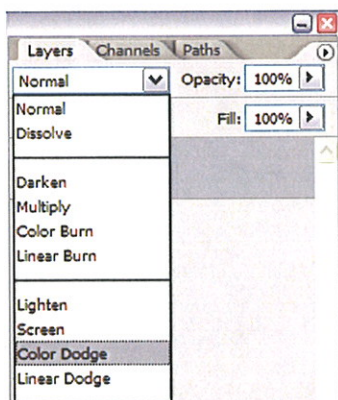 Layers Channels Paths
Normal Opacity: 100%
Normal Fill: 100%
Dissolve
Darken
Multiply
Color Burn
Linear Burn
Lighten
Screen
Color Dodge
Linear Dodge